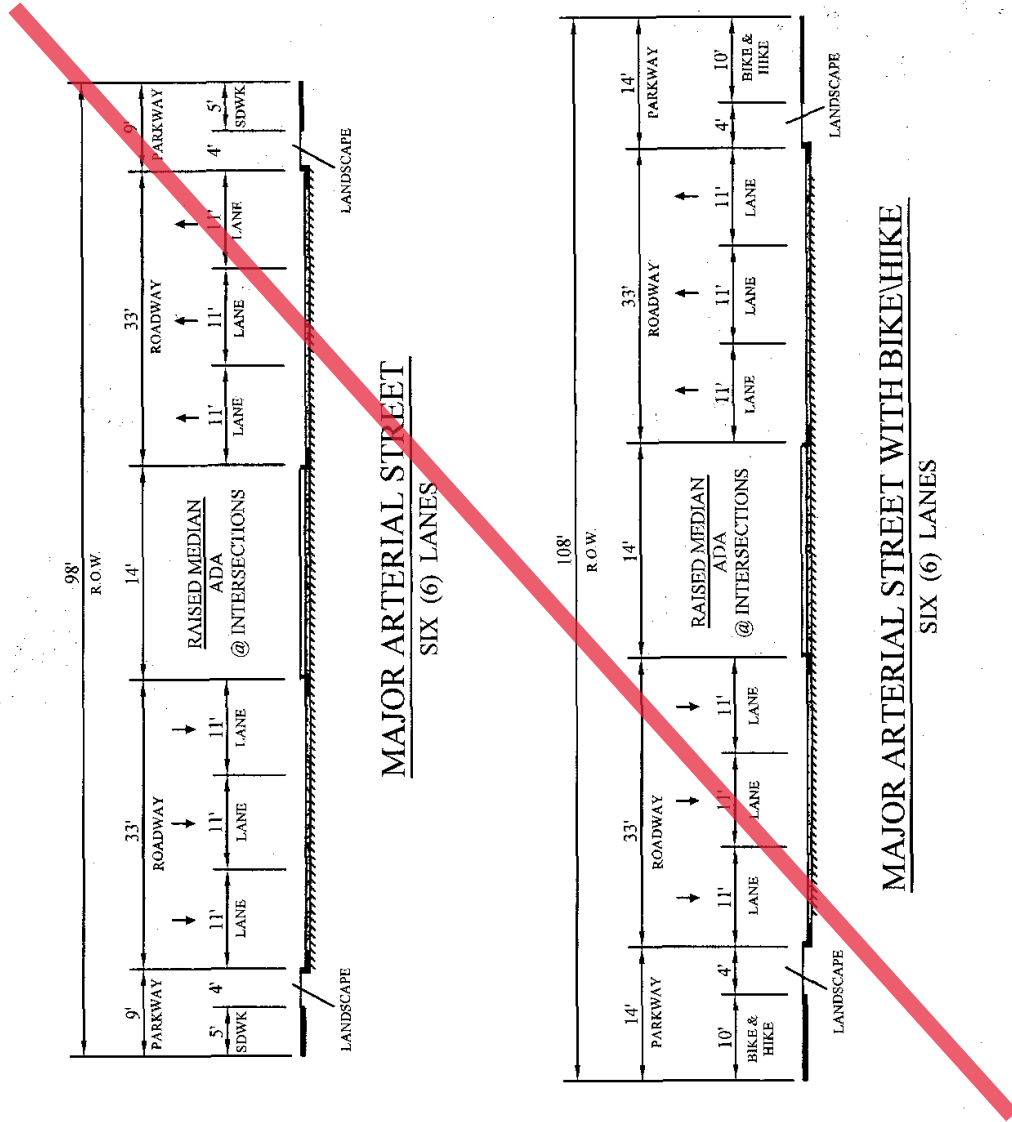 98'
R.O.W.
9' 33' 14' 33' 9'
PARKWAY ROADWAY ROADWAY PARKWAY
RAISED MEDIAN
ADA
@ INTERSECTIONS
5' 4' 11' 11' 11' 11' 11' 11' 4' 5'
SDWK LANE LANE LANE LANE LANE LANE SDWK
LANDSCAPE LANDSCAPE
MAJOR ARTERIAL STREET
SIX (6) LANES
108'
R.O.W.
14' 33' 14' 33' 14'
PARKWAY ROADWAY ROADWAY PARKWAY
RAISED MEDIAN
ADA
@ INTERSECTIONS
10' 4' 11' 11' 11' 11' 11' 11' 4' 10'
BIKE & LANE LANE LANE LANE LANE LANE BIKE &
HIKE HIKE
LANDSCAPE LANDSCAPE
MAJOR ARTERIAL STREET WITH BIKE\HIKE
SIX (6) LANES